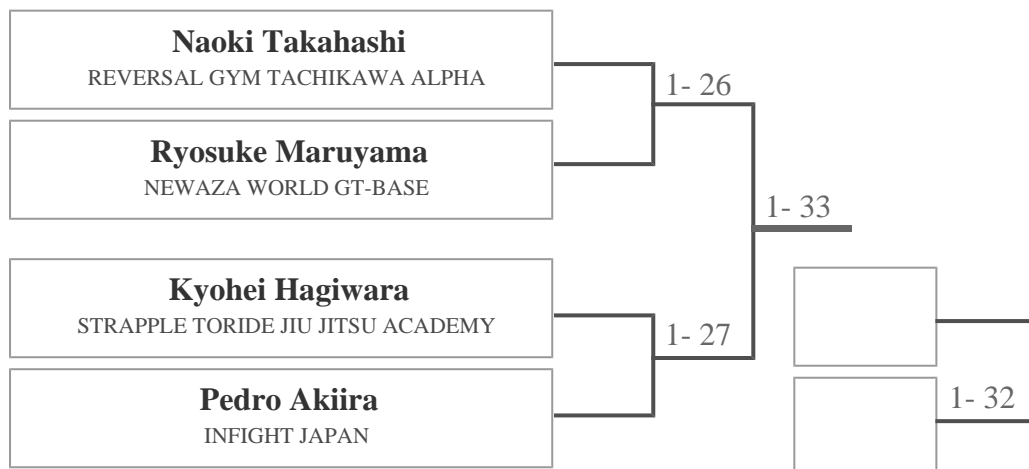 Naoki Takahashi
REVERSAL GYM TACHIKAWA ALPHA
1- 26
Ryosuke Maruyama
NEWAZA WORLD GT-BASE
1- 33
Kyohei Hagiwara
STRAPPLE TORIDE JIU JITSU ACADEMY
1- 27
Pedro Akiira
INFIGHT JAPAN
1- 32